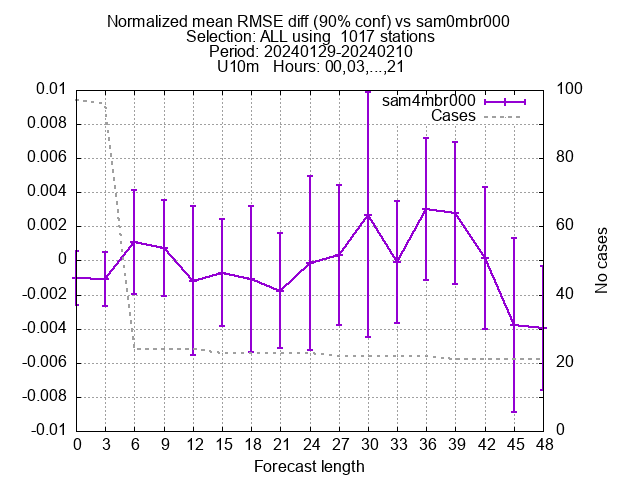 Normalized mean RMSE diff (90% conf) vs sam0mbr000
Selection: ALL using  1017 stations
Period: 20240129-20240210
U10m   Hours: 00,03,...,21
sam4mbr000
Cases
0.01
0.008
0.006
0.004
0.002
0
-0.002
-0.004
-0.006
-0.008
-0.01
100
80
60
40
20
0
No cases
0 3 6 9 12 15 18 21 24 27 30 33 36 39 42 45 48
Forecast length